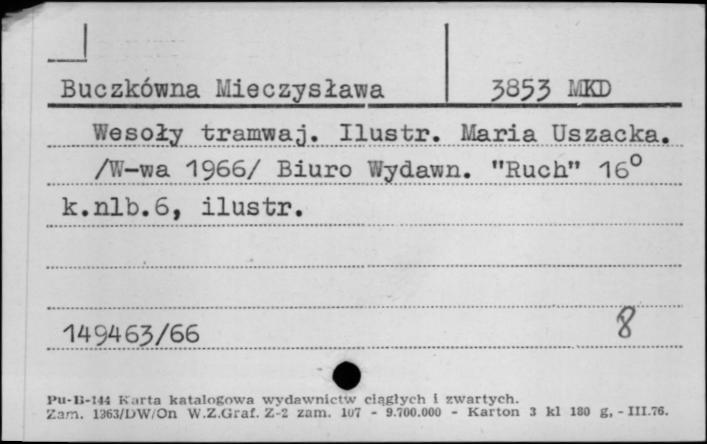 Buczkówna Mieczysława 3853 MKD
Wesoły tramwaj. Ilustr. Maria Uszacka.
/W-wa 1966/ Biuro Wydawn. "Ruch" 16°
k.nlb.6, ilustr.
149463/66 8
Pu-B-144 Karta katalogowa wydawnictw ciągłych i zwartych.
Zam. 1363/DW/On W.Z.Graf. Z-2 zam. 107 - 9.700.000 - Karton 3 kl 180 g, - III.76.